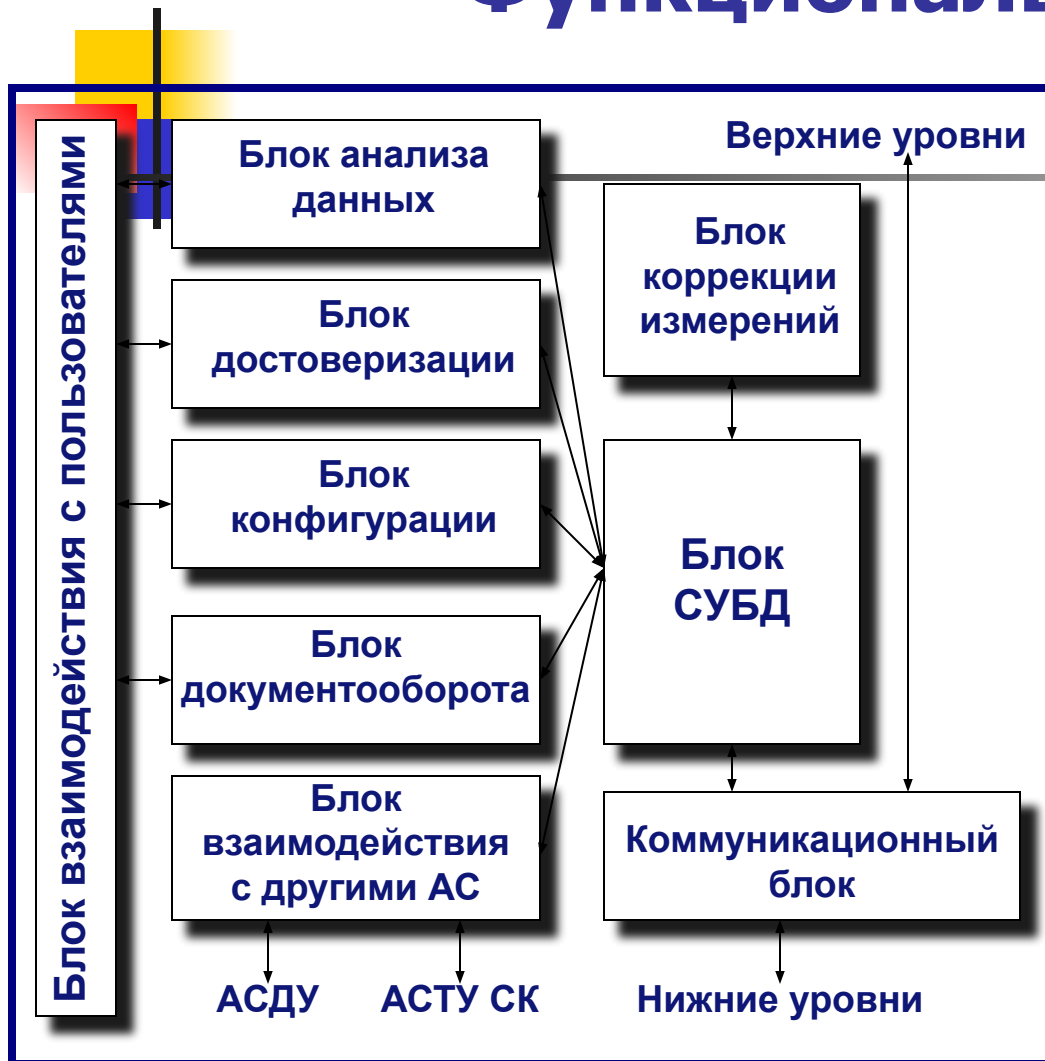 Блок взаимодействия с пользователями
Блок анализа
данных
Блок
достоверизации
Блок
конфигурации
Блок
документооборота
Блок
взаимодействия
с другими АС
АСДУ
АСТУ СК
Верхние уровни
Блок
коррекции
измерений
Блок
СУБД
Коммуникационный
блок
Нижние уровни